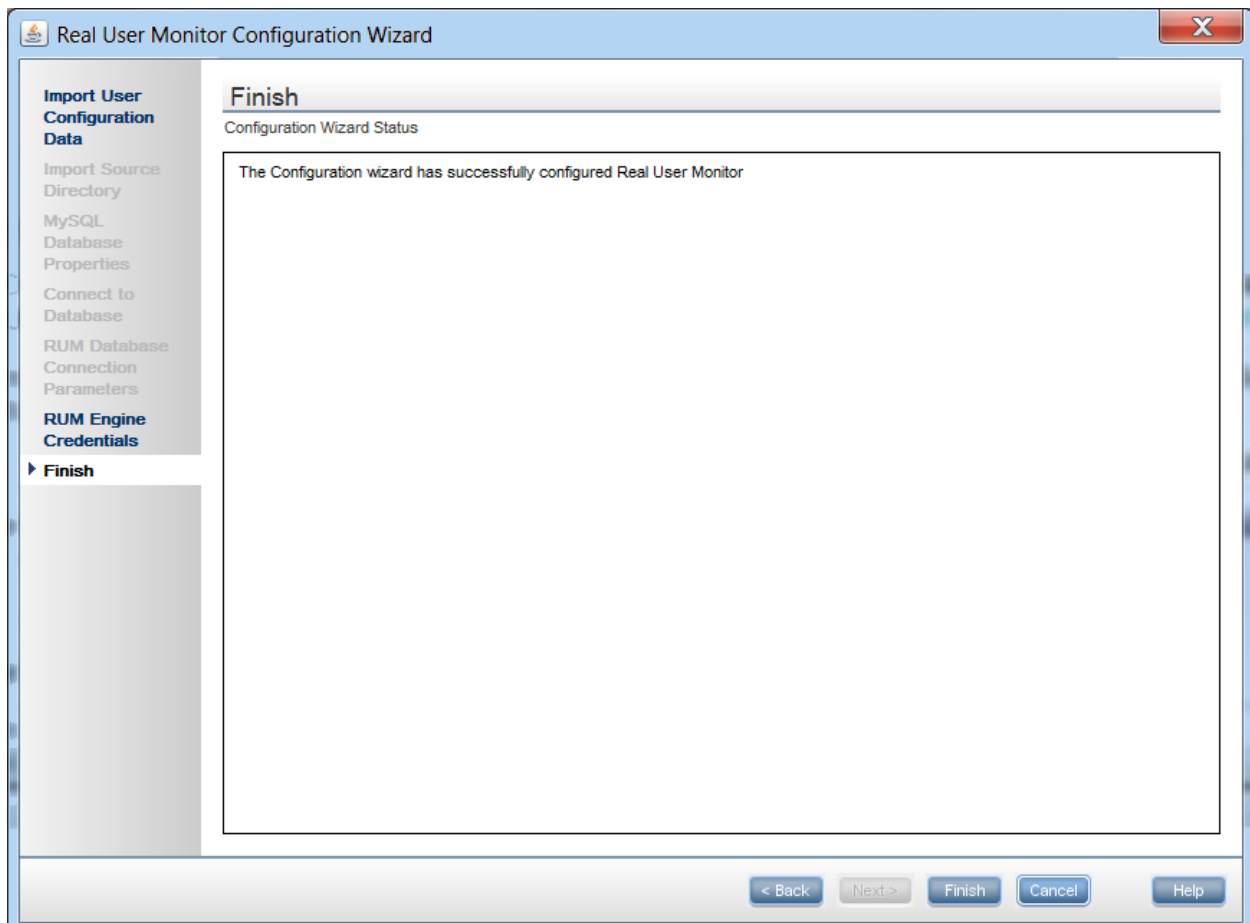 Real User Monitor Configuration Wizard
Import User
Configuration
Data
Import Source
Directory
MySQL
Database
Properties
Connect to
Database
RUM Database
Connection
Parameters
RUM Engine
Credentials
Finish
Finish
Configuration Wizard Status
The Configuration wizard has successfully configured Real User Monitor
< Back
Next >
Finish
Cancel
Help